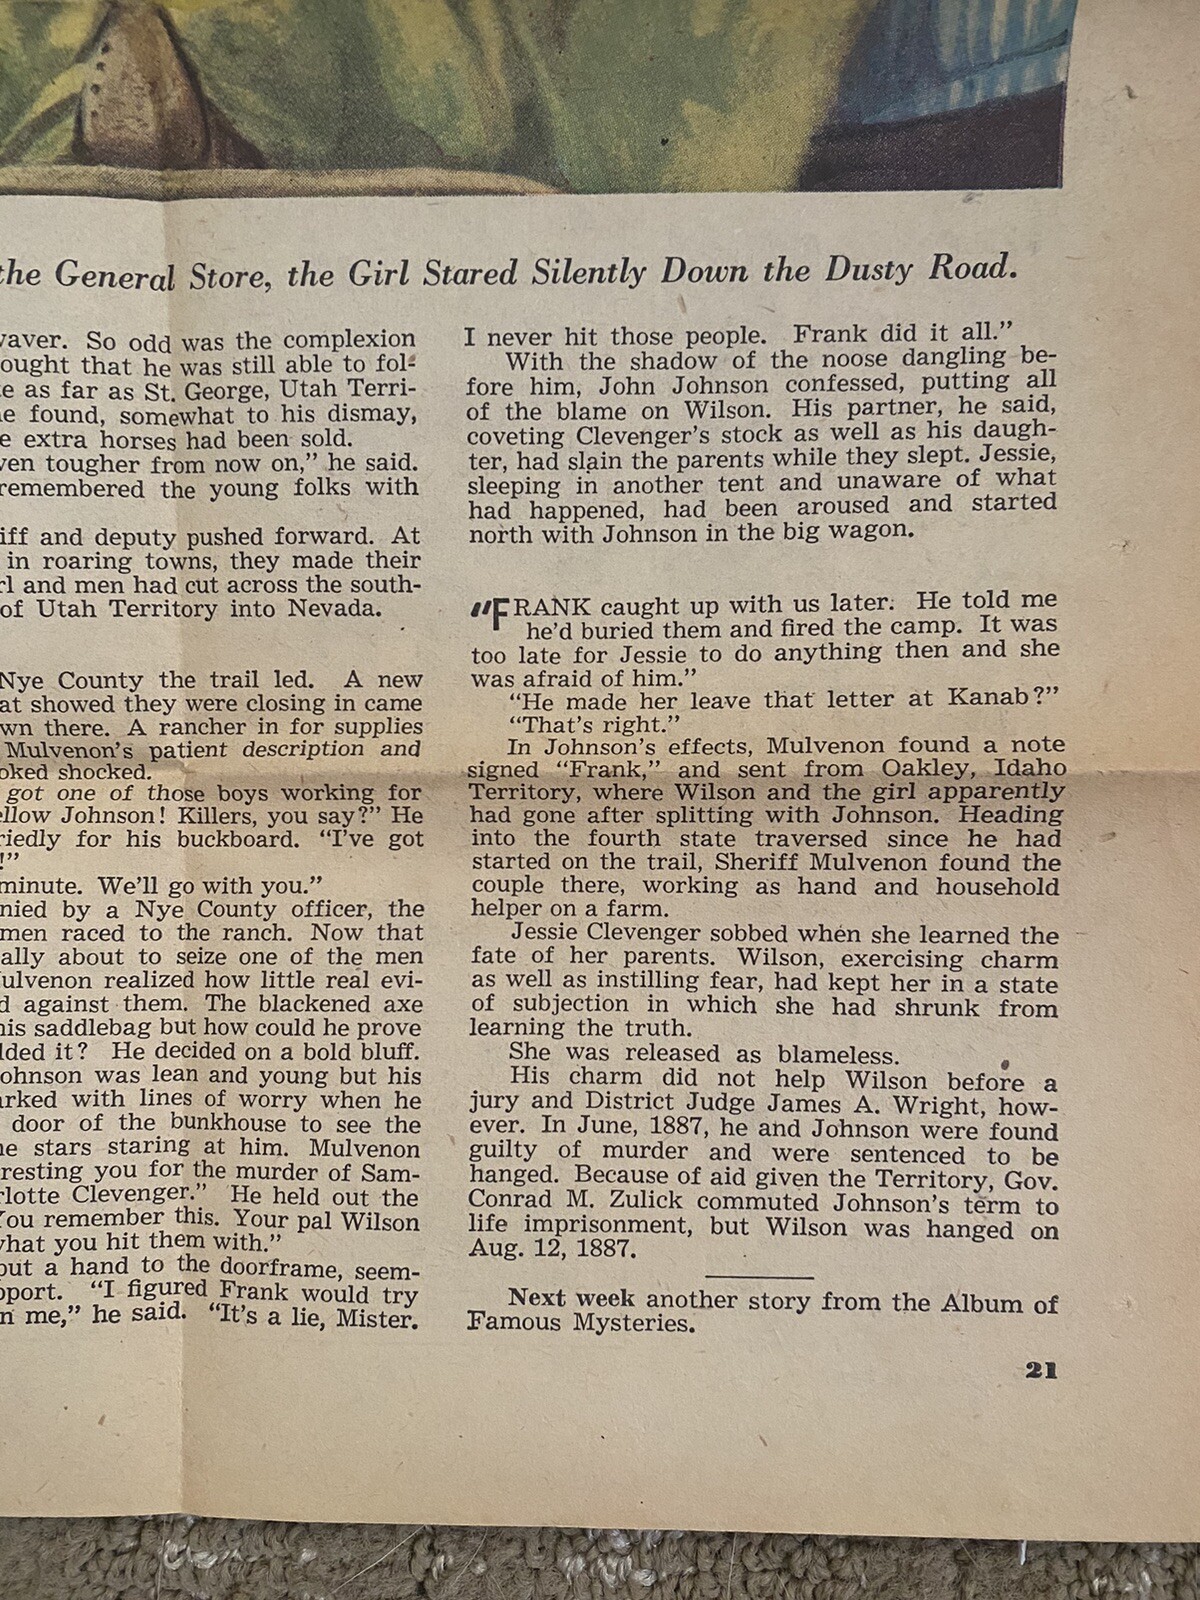 the General Store, the Girl Stared Silently Down the Dusty Road.
waver. So odd was the complexion
ought that he was still able to fol-
e as far as St. George, Utah Terri-
e found, somewhat to his dismay,
e extra horses had been sold.
ven tougher from now on,” he said.
remembered the young folks with
iff and deputy pushed forward. At
in roaring towns, they made their
rl and men had cut across the south-
of Utah Territory into Nevada.
Nye County the trail led. A new
at showed they were closing in came
wn there. A rancher in for supplies
Mulvenon’s patient description and
oked shocked.
got one of those boys working for
ellow Johnson! Killers, you say?” He
riedly for his buckboard. “I’ve got
!”
minute. We’ll go with you.”
nied by a Nye County officer, the
men raced to the ranch. Now that
ally about to seize one of the men
Mulvenon realized how little real evi-
d against them. The blackened axe
his saddlebag but how could he prove
lded it? He decided on a bold bluff.
ohnson was lean and young but his
arked with lines of worry when he
door of the bunkhouse to see the
he stars staring at him. Mulvenon
resting you for the murder of Sam-
rlotte Clevenger.” He held out the
You remember this. Your pal Wilson
what you hit them with.”
put a hand to the doorframe, seem-
pport. “I figured Frank would try
n me,” he said. “It’s a lie, Mister.
I never hit those people. Frank did it all.”
With the shadow of the noose dangling be-
fore him, John Johnson confessed, putting all
of the blame on Wilson. His partner, he said,
coveting Clevenger’s stock as well as his daugh-
ter, had slain the parents while they slept. Jessie,
sleeping in another tent and unaware of what
had happened, had been aroused and started
north with Johnson in the big wagon.
“FRANK caught up with us later. He told me
he’d buried them and fired the camp. It was
too late for Jessie to do anything then and she
was afraid of him.”
“He made her leave that letter at Kanab?”
“That’s right.”
In Johnson’s effects, Mulvenon found a note
signed “Frank,” and sent from Oakley, Idaho
Territory, where Wilson and the girl apparently
had gone after splitting with Johnson. Heading
into the fourth state traversed since he had
started on the trail, Sheriff Mulvenon found the
couple there, working as hand and household
helper on a farm.
Jessie Clevenger sobbed when she learned the
fate of her parents. Wilson, exercising charm
as well as instilling fear, had kept her in a state
of subjection in which she had shrunk from
learning the truth.
She was released as blameless.
His charm did not help Wilson before a
jury and District Judge James A. Wright, how-
ever. In June, 1887, he and Johnson were found
guilty of murder and were sentenced to be
hanged. Because of aid given the Territory, Gov.
Conrad M. Zulick commuted Johnson’s term to
life imprisonment, but Wilson was hanged on
Aug. 12, 1887.
Next week another story from the Album of
Famous Mysteries.
21